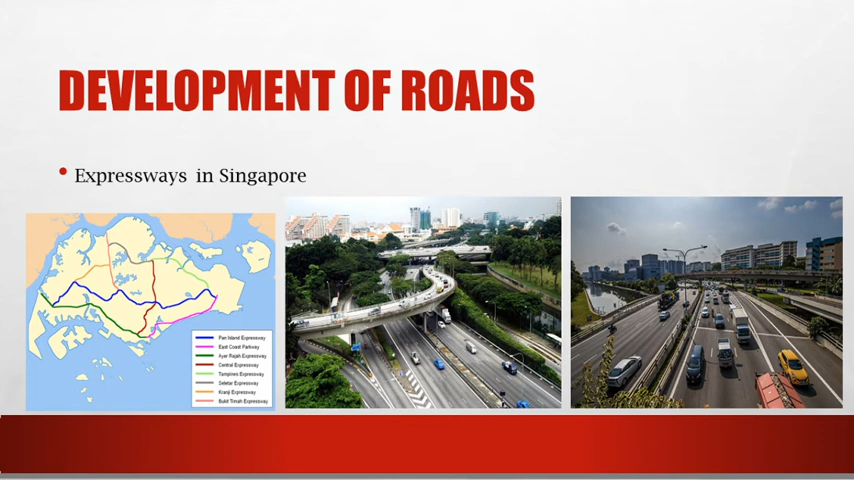 DEVELOPMENT OF ROADS
• Expressways in Singapore
Pan Island Expressway
East Coast Parkway
Ayer Rajah Expressway
Central Expressway
Tampines Expressway
Seletar Expressway
Kranji Expressway
Bukit Timah Expressway